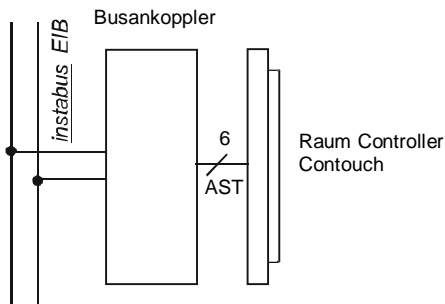 Busankoppler
instabus EIB
6
AST
Raum Controller
Contouch